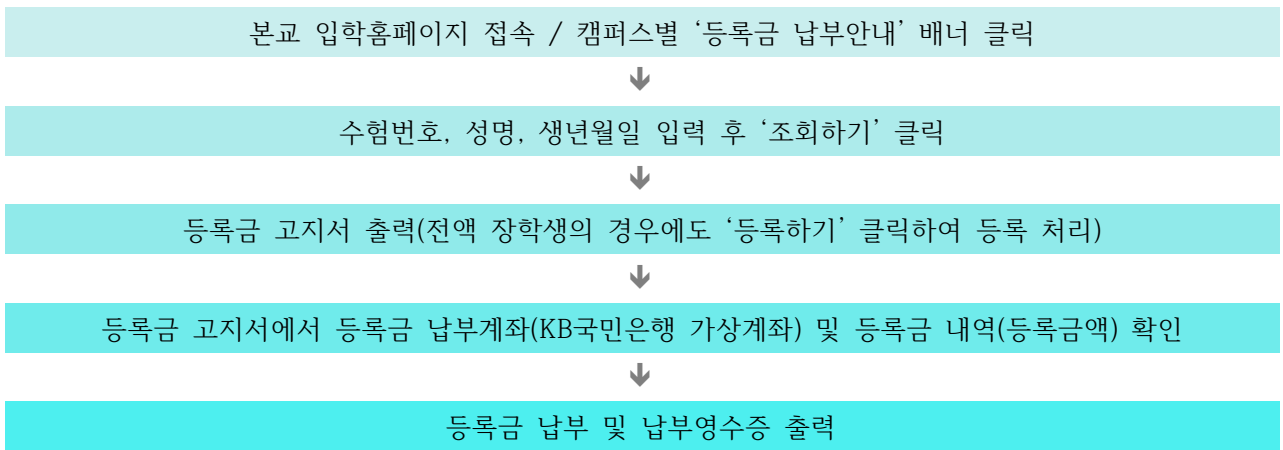 본교 입학홈페이지 접속 / 캠퍼스별 ‘등록금 납부안내’ 배너 클릭
수험번호, 성명, 생년월일 입력 후 ‘조회하기’ 클릭
등록금 고지서 출력(전액 장학생의 경우에도 ‘등록하기’ 클릭하여 등록 처리)
등록금 고지서에서 등록금 납부계좌(KB국민은행 가상계좌) 및 등록금 내역(등록금액) 확인
등록금 납부 및 납부영수증 출력